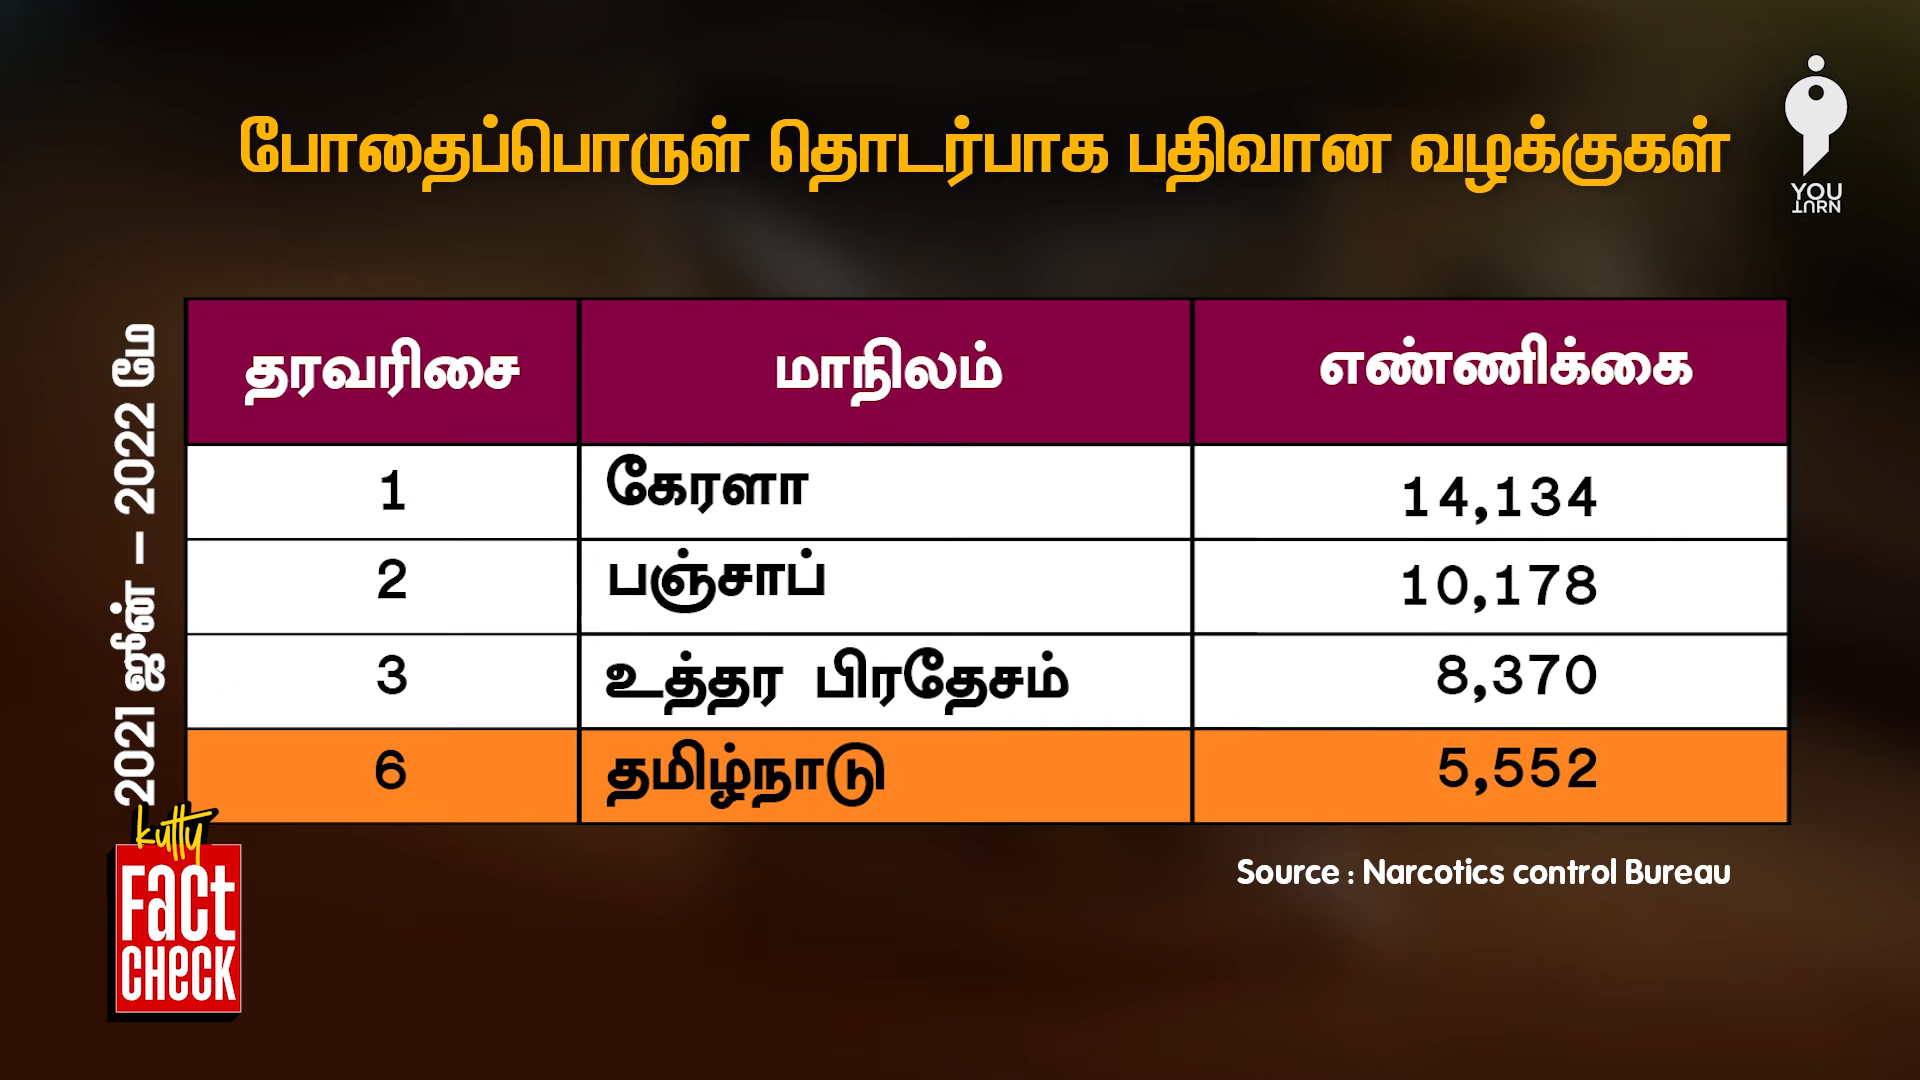 போதைப்பொருள் தொடர்பாக பதிவான வழக்குகள்
YOU
TURN
2021 ஜூன் – 2022 மே
தரவரிசை மாநிலம் எண்ணிக்கை
1 கேரளா 14,134
2 பஞ்சாப் 10,178
3 உத்தர பிரதேசம் 8,370
6 தமிழ்நாடு 5,552
Source : Narcotics control Bureau
kutty
Fact
CHeCK